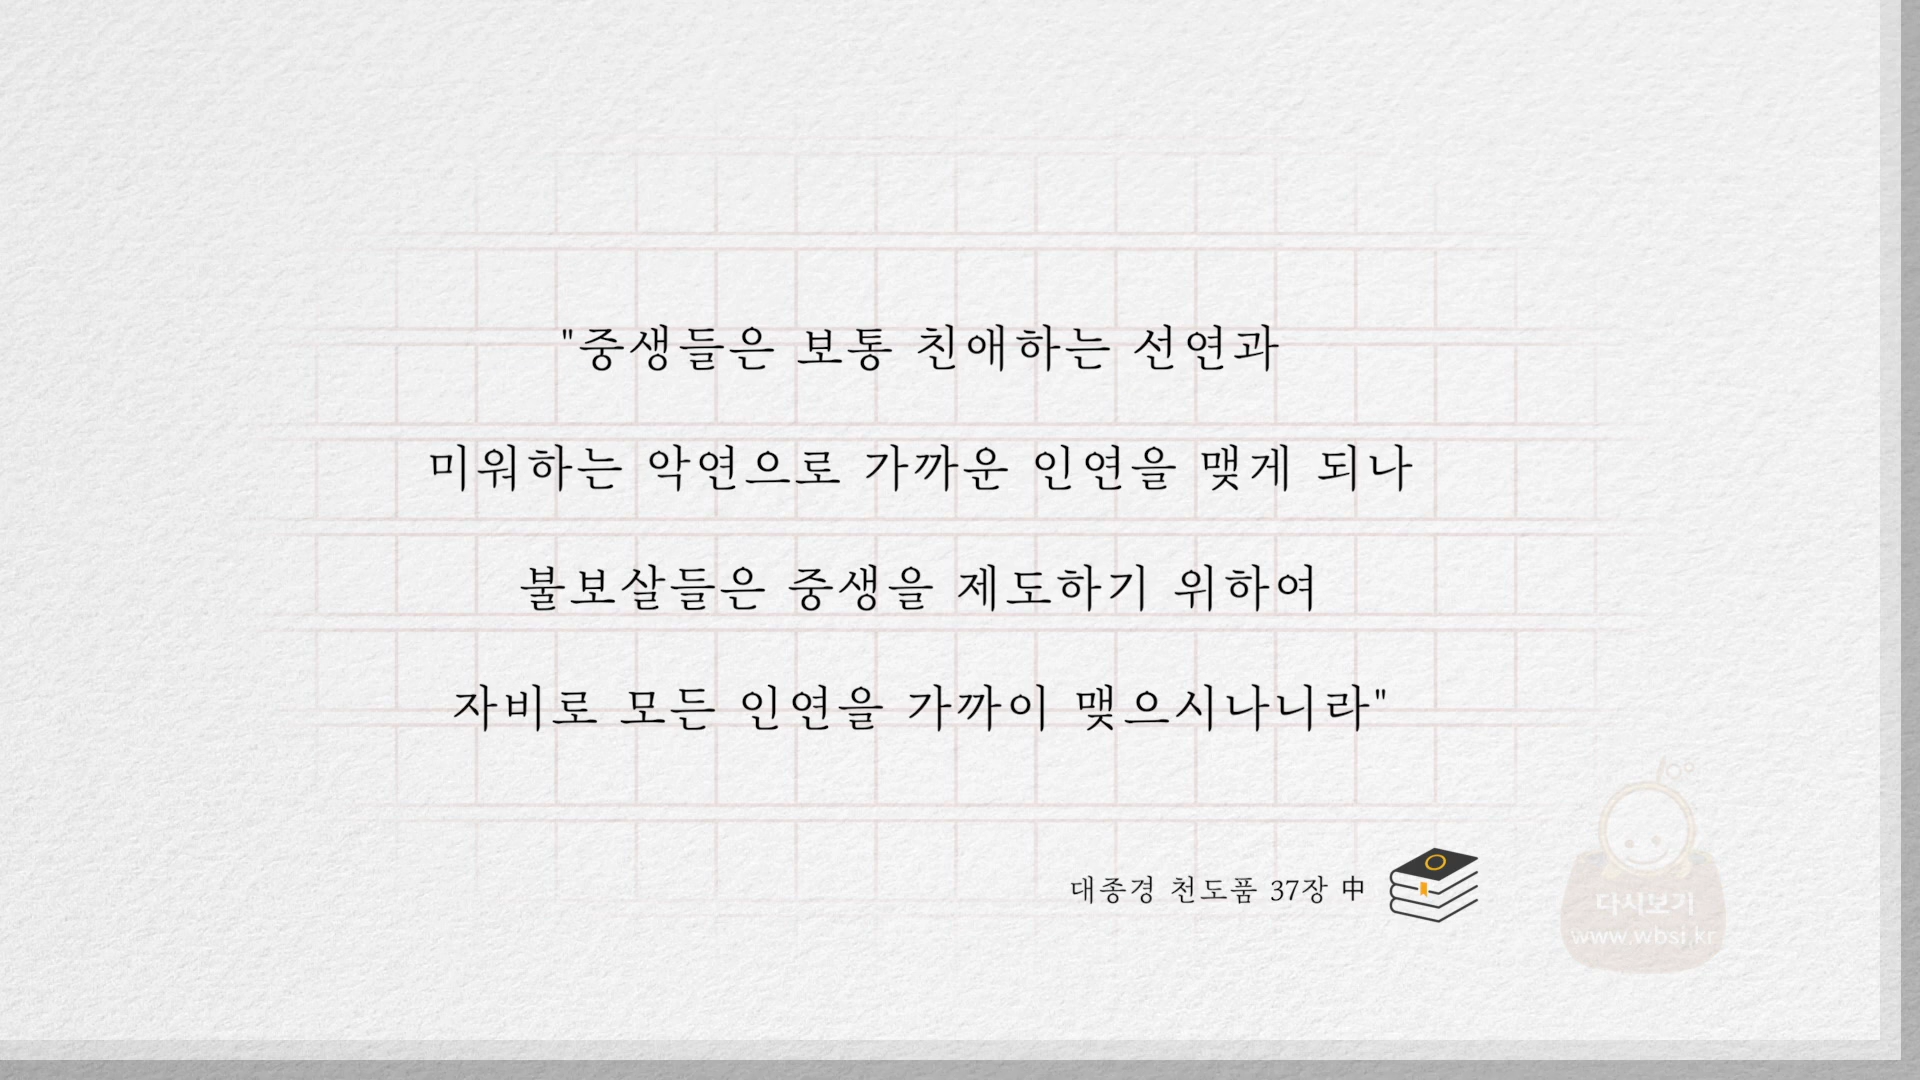 "중생들은 보통 친애하는 선연과
미워하는 악연으로 가까운 인연을 맺게 되나
불보살들은 중생을 제도하기 위하여
자비로 모든 인연을 가까이 맺으시나니라"
대종경 천도품 37장 中
다시보기
www.wbsi.kr